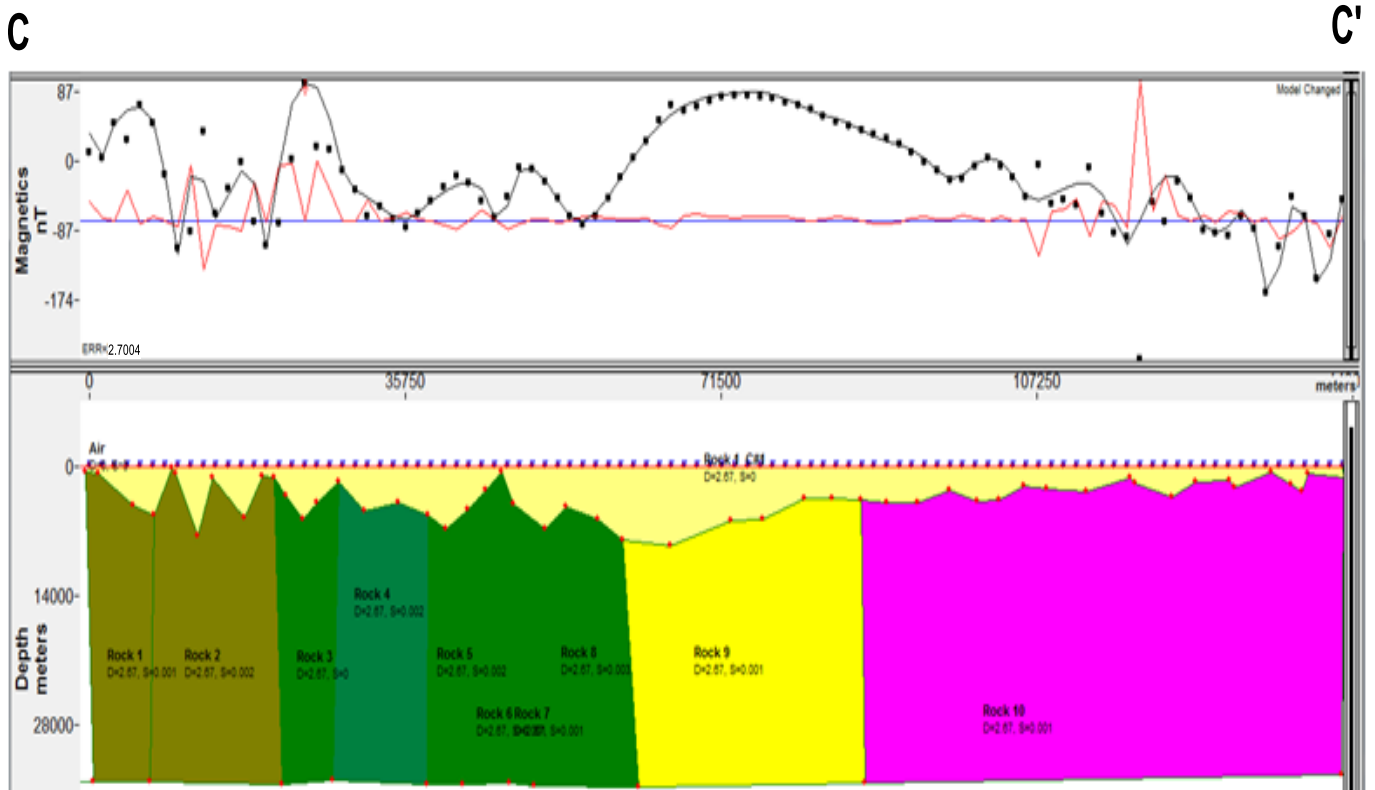 C C'
87
Model Changed
0
-87
-174
Magnetics
nT
ERR=2.7004
0 35750 71500 107250
meters
Air
0
D=2.67, S=0
14000
28000
Depth
meters
Rock 4
D=2.67, S=0.002
Rock 1
D=2.67, S=0.001
Rock 2
D=2.67, S=0.002
Rock 3
D=2.67, S=0
Rock 5
D=2.67, S=0.002
Rock 8
D=2.67, S=0.003
Rock 9
D=2.67, S=0.001
Rock 6 Rock 7
D=2.67, S=0.001
Rock 10
D=2.67, S=0.001